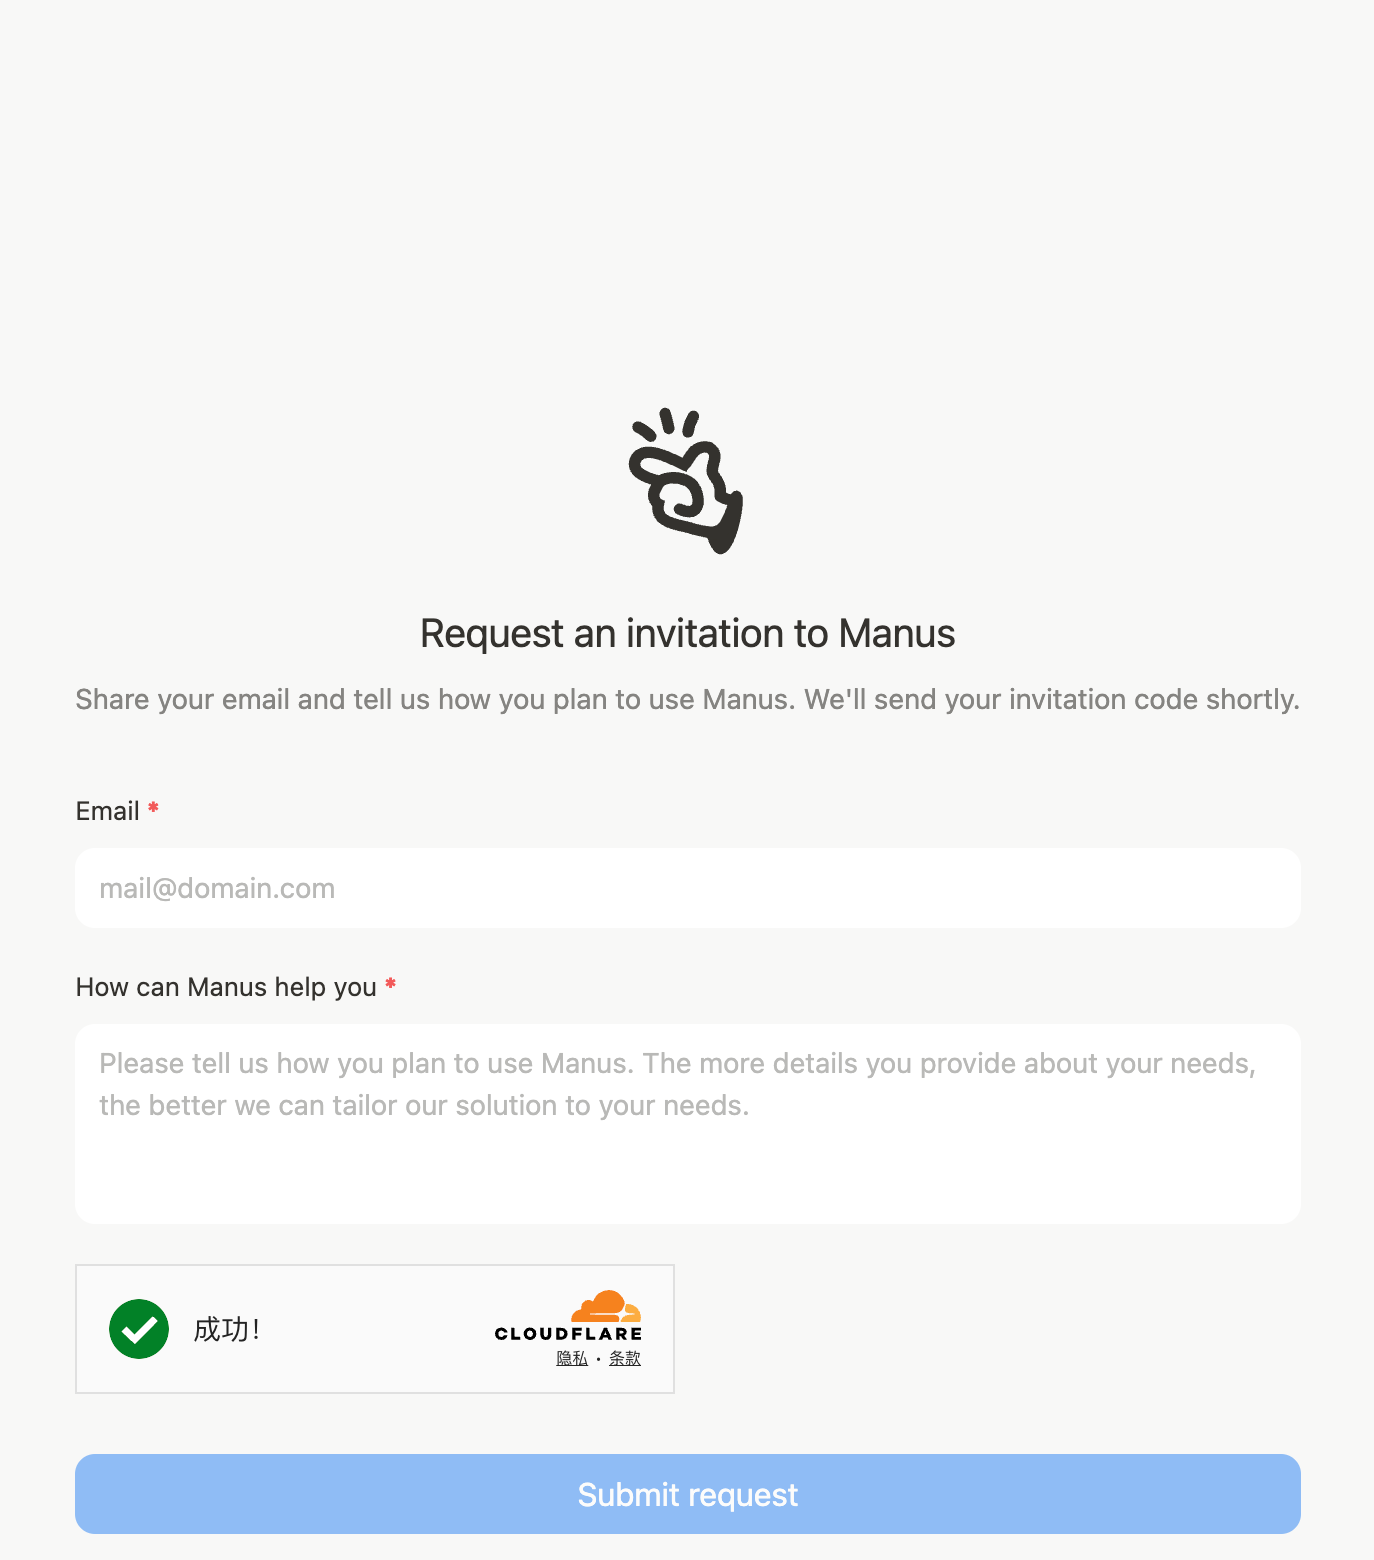 Request an invitation to Manus
Share your email and tell us how you plan to use Manus. We'll send your invitation code shortly.
Email *
mail@domain.com
How can Manus help you *
Please tell us how you plan to use Manus. The more details you provide about your needs,
the better we can tailor our solution to your needs.
成功！
CLOUDFLARE
隐私 • 条款
Submit request